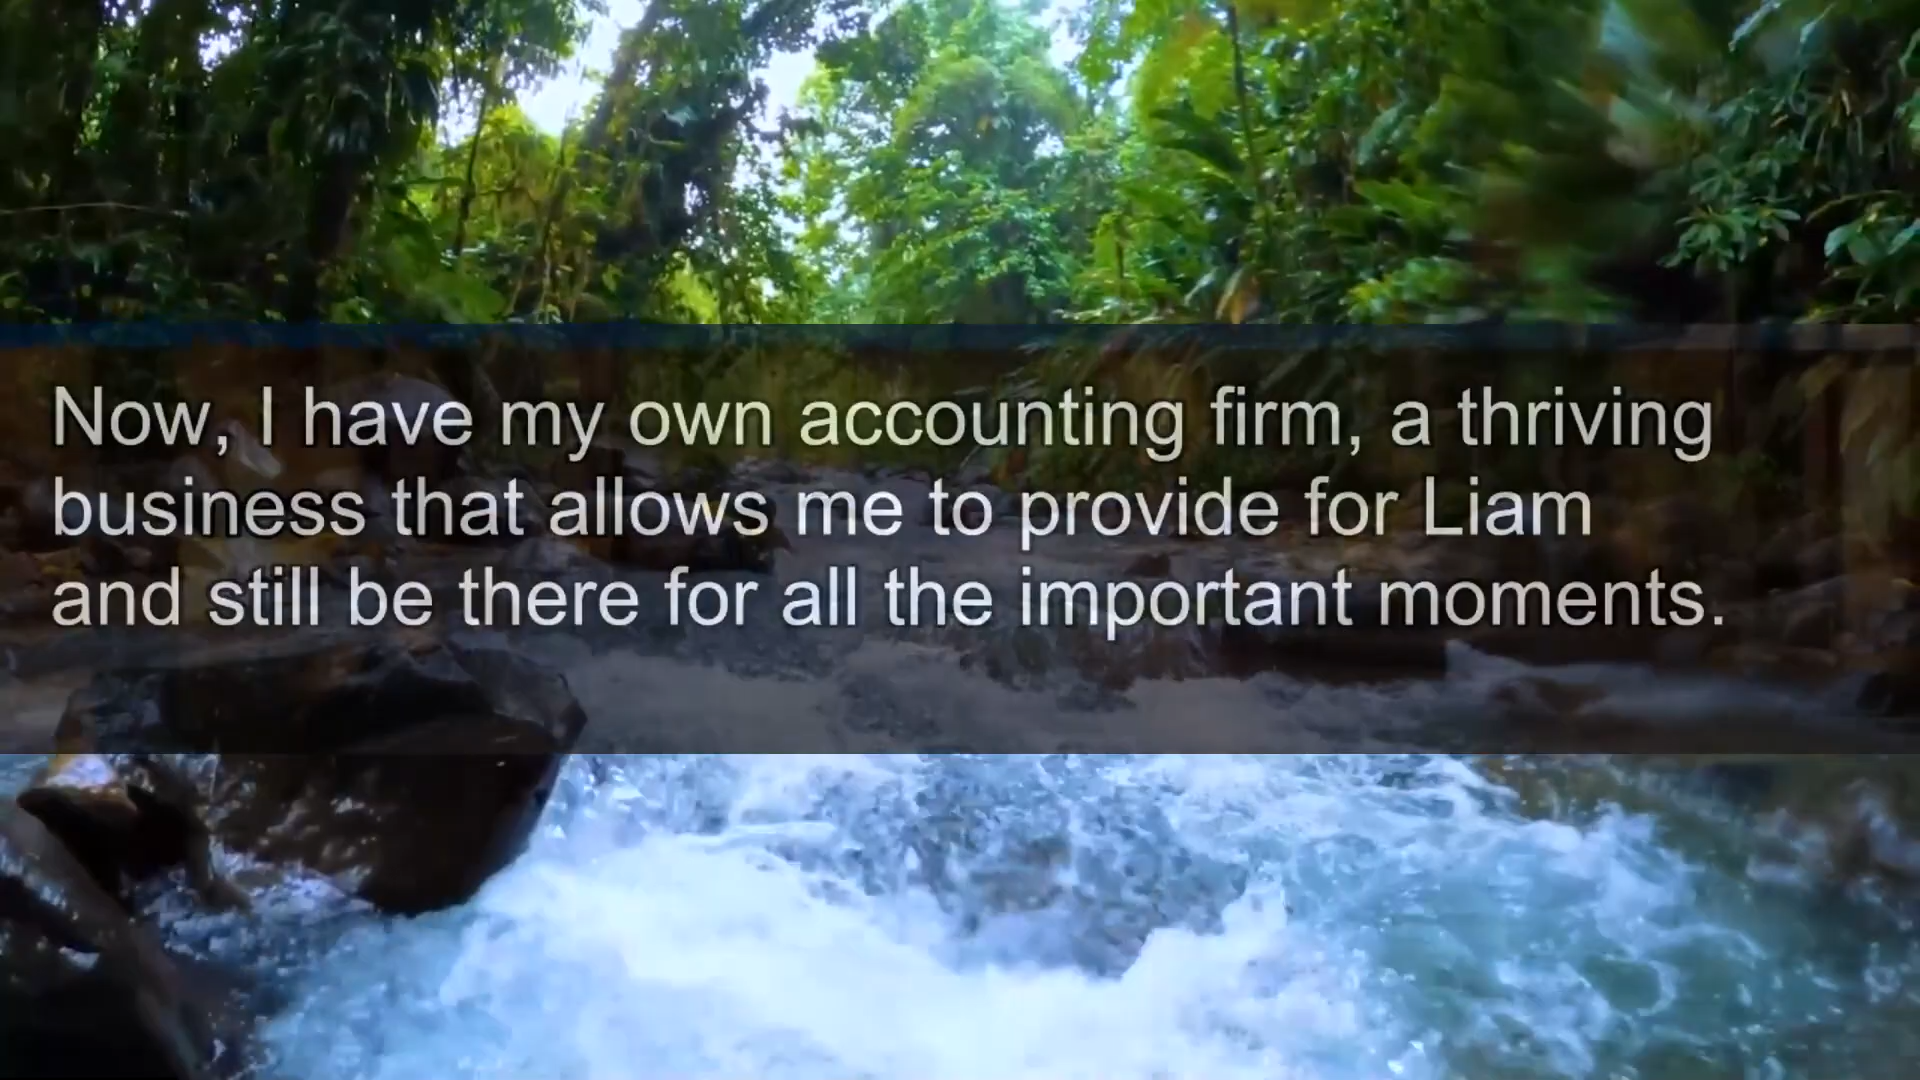 Now, I have my own accounting firm, a thriving
business that allows me to provide for Liam
and still be there for all the important moments.